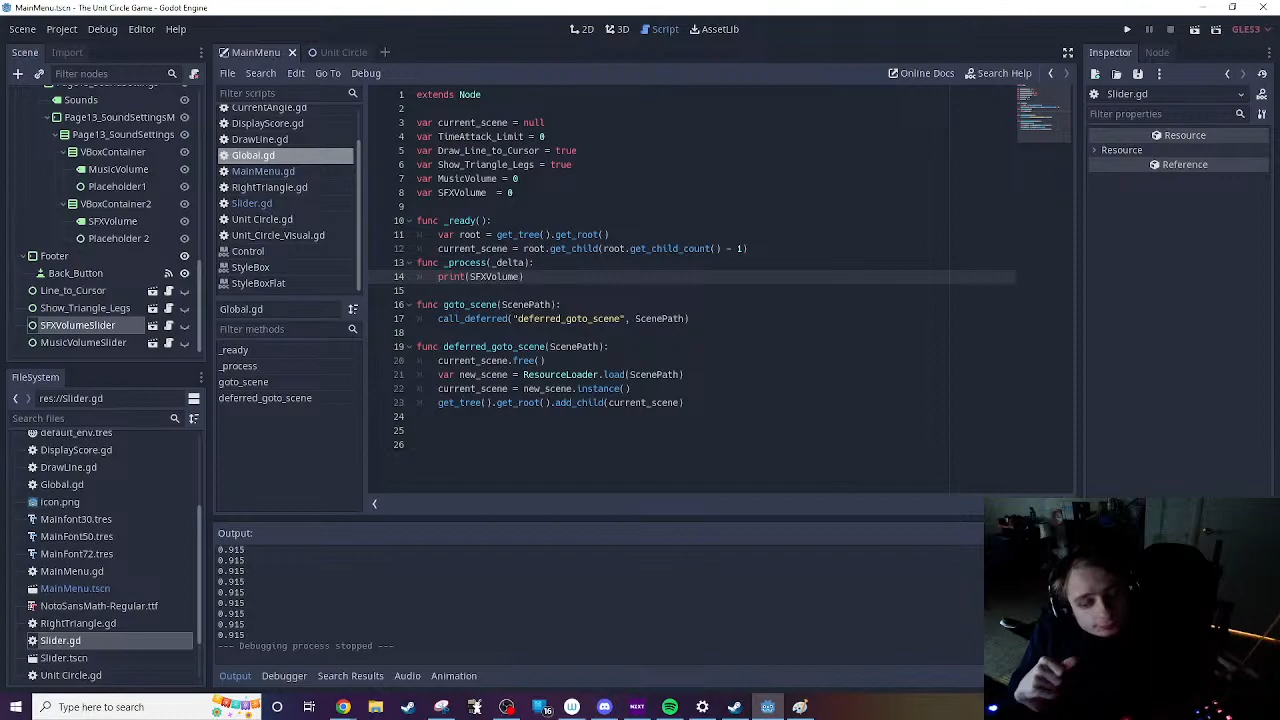 MainMenu.tscn - The Unit Circle Game - Godot Engine
Scene Project Debug Editor Help
2D 3D Script AssetLib
GLES3
Scene Import
Filter nodes
Sounds
Page13_SoundSettingsM
Page13_SoundSettings
VBoxContainer
MusicVolume
Placeholder1
VBoxContainer2
SFXVolume
Placeholder 2
Footer
Back_Button
Line_to_Cursor
Show_Triangle_Legs
SFXVolumeSlider
MusicVolumeSlider
FileSystem
res://Slider.gd
Search files
default_env.tres
DisplayScore.gd
DrawLine.gd
Global.gd
Icon.png
Mainfont30.tres
MainFont50.tres
MainFont72.tres
MainMenu.gd
MainMenu.tscn
NotoSansMath-Regular.ttf
RightTriangle.gd
Slider.gd
Slider.tscn
Unit Circle.gd
MainMenu Unit Circle
File Search Edit Go To Debug
Online Docs Search Help
Filter scripts
CurrentAngle.gd
DisplayScore.gd
DrawLine.gd
Global.gd
MainMenu.gd
RightTriangle.gd
Slider.gd
Unit Circle.gd
Unit_Circle_Visual.gd
Control
StyleBox
StyleBoxFlat
Global.gd
Filter methods
_ready
_process
goto_scene
deferred_goto_scene
1 extends Node
2
3 var current_scene = null
4 var TimeAttack_Limit = 0
5 var Draw_Line_to_Cursor = true
6 var Show_Triangle_Legs = true
7 var MusicVolume = 0
8 var SFXVolume = 0
9
10 func _ready():
11 var root = get_tree().get_root()
12 current_scene = root.get_child(root.get_child_count() - 1)
13 func _process(_delta):
14 print(SFXVolume)
15
16 func goto_scene(ScenePath):
17 call_deferred("deferred_goto_scene", ScenePath)
18
19 func deferred_goto_scene(ScenePath):
20 current_scene.free()
21 var new_scene = ResourceLoader.load(ScenePath)
22 current_scene = new_scene.instance()
23 get_tree().get_root().add_child(current_scene)
24
25
26
Output:
0.915
0.915
0.915
0.915
0.915
0.915
0.915
0.915
0.915
--- Debugging process stopped ---
Output Debugger Search Results Audio Animation
Inspector Node
Slider.gd
Filter properties
Resource
Resource
Reference
Type here to search
16
NEXT